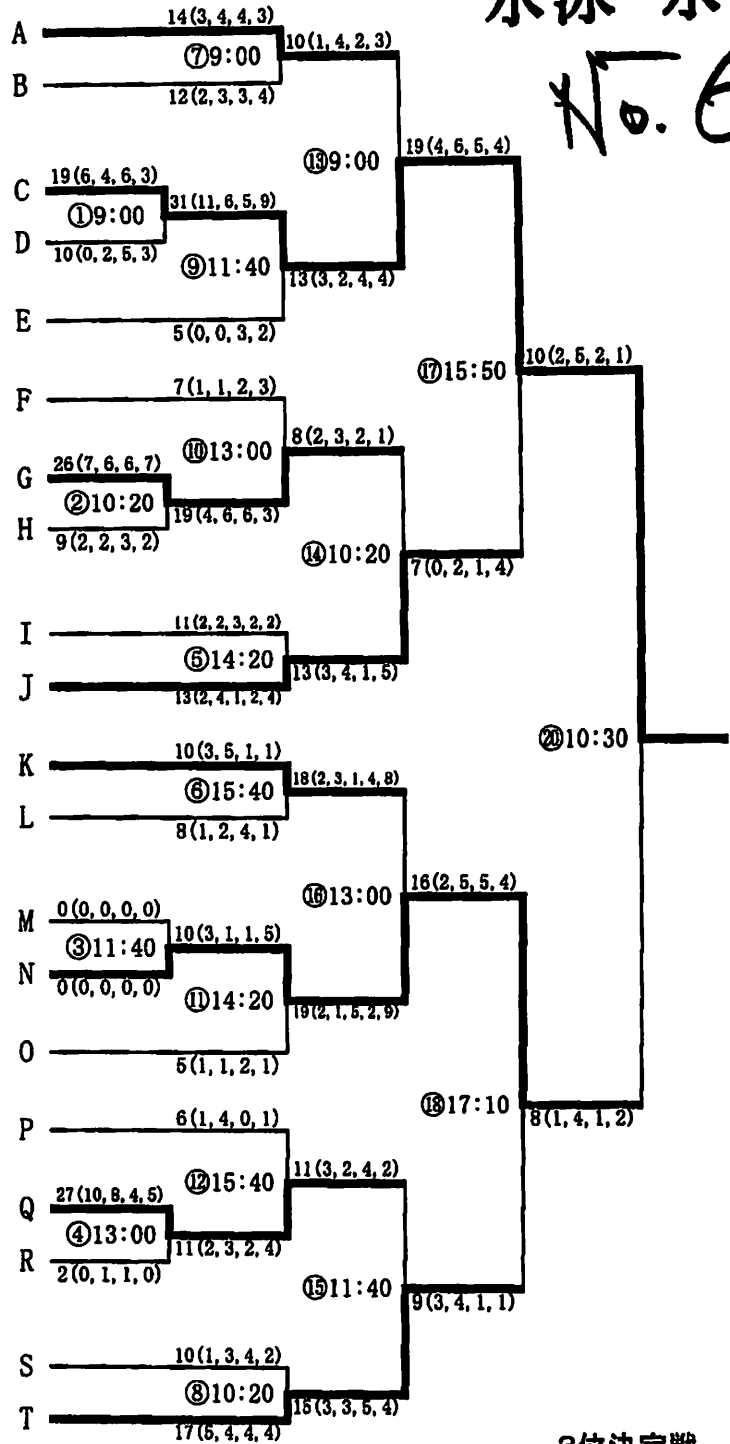 水球
No. 6
A 14(3, 4, 4, 3)
⑦9:00 10(1, 4, 2, 3)
B 12(2, 3, 3, 4)
⑬9:00 19(4, 6, 5, 4)
C 19(6, 4, 6, 3)
①9:00 31(11, 6, 5, 9)
D 10(0, 2, 5, 3)
⑨11:40 13(3, 2, 4, 4)
E 5(0, 0, 3, 2)
⑰15:50 10(2, 5, 2, 1)
F 7(1, 1, 2, 3)
⑩13:00 8(2, 3, 2, 1)
G 26(7, 6, 6, 7)
②10:20 19(4, 6, 6, 3)
H 9(2, 2, 3, 2)
⑭10:20 7(0, 2, 1, 4)
I 11(2, 2, 3, 2, 2)
⑤14:20 13(3, 4, 1, 5)
J 13(2, 4, 1, 2, 4)
⑳10:30
K 10(3, 5, 1, 1)
⑥15:40 18(2, 3, 1, 4, 8)
L 8(1, 2, 4, 1)
⑯13:00 16(2, 5, 5, 4)
M 0(0, 0, 0, 0)
③11:40 10(3, 1, 1, 5)
N 0(0, 0, 0, 0)
⑪14:20 19(2, 1, 5, 2, 9)
O 5(1, 1, 2, 1)
⑱17:10 8(1, 4, 1, 2)
P 6(1, 4, 0, 1)
⑫15:40 11(3, 2, 4, 2)
Q 27(10, 8, 4, 5)
④13:00 11(2, 3, 2, 4)
R 2(0, 1, 1, 0)
⑮11:40 9(3, 4, 1, 1)
S 10(1, 3, 4, 2)
⑧10:20 15(3, 3, 5, 4)
T 17(5, 4, 4, 4)
3位決定戦